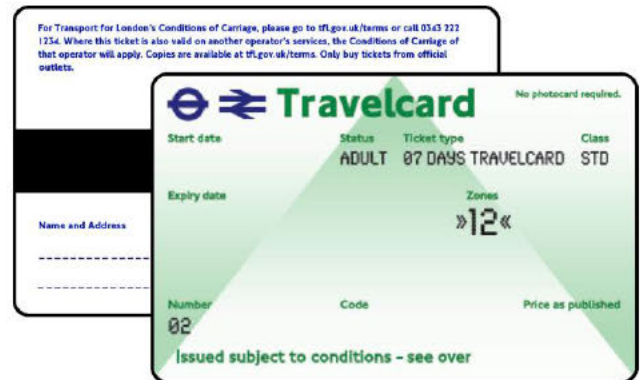 For Transport for London's Conditions of Carriage, please go to tfl.gov.uk/terms or call 0343 222
1234. Where this ticket is also valid on another operator's services, the Conditions of Carriage of
that operator will apply. Copies are available at tfl.gov.uk/terms. Only buy tickets from official
outlets.
Name and Address
Travelcard
No photocard required.
Start date Status Ticket type Class
ADULT 07 DAYS TRAVELCARD STD
Expiry date Zones
»12«
Number Code Price as published
02
Issued subject to conditions - see over